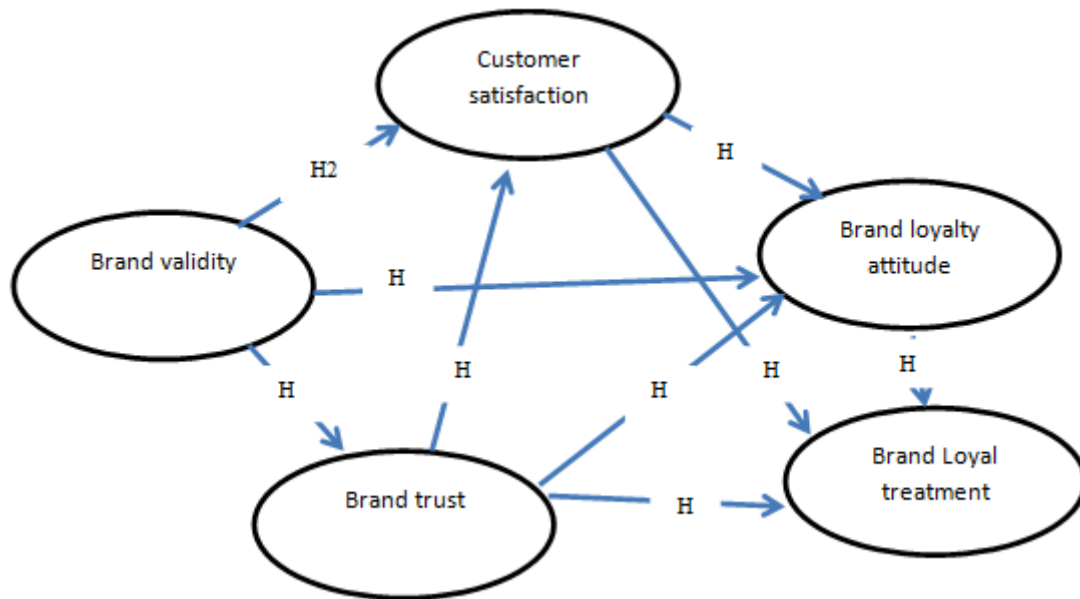 Customer
satisfaction
H
H2
Brand loyalty
attitude
Brand validity
H
H
H
H
H
H
Brand Loyal
treatment
Brand trust
H